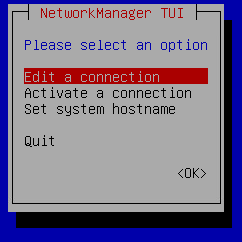 NetworkManager TUI
Please select an option
Edit a connection
Activate a connection
Set system hostname
Quit
<OK>